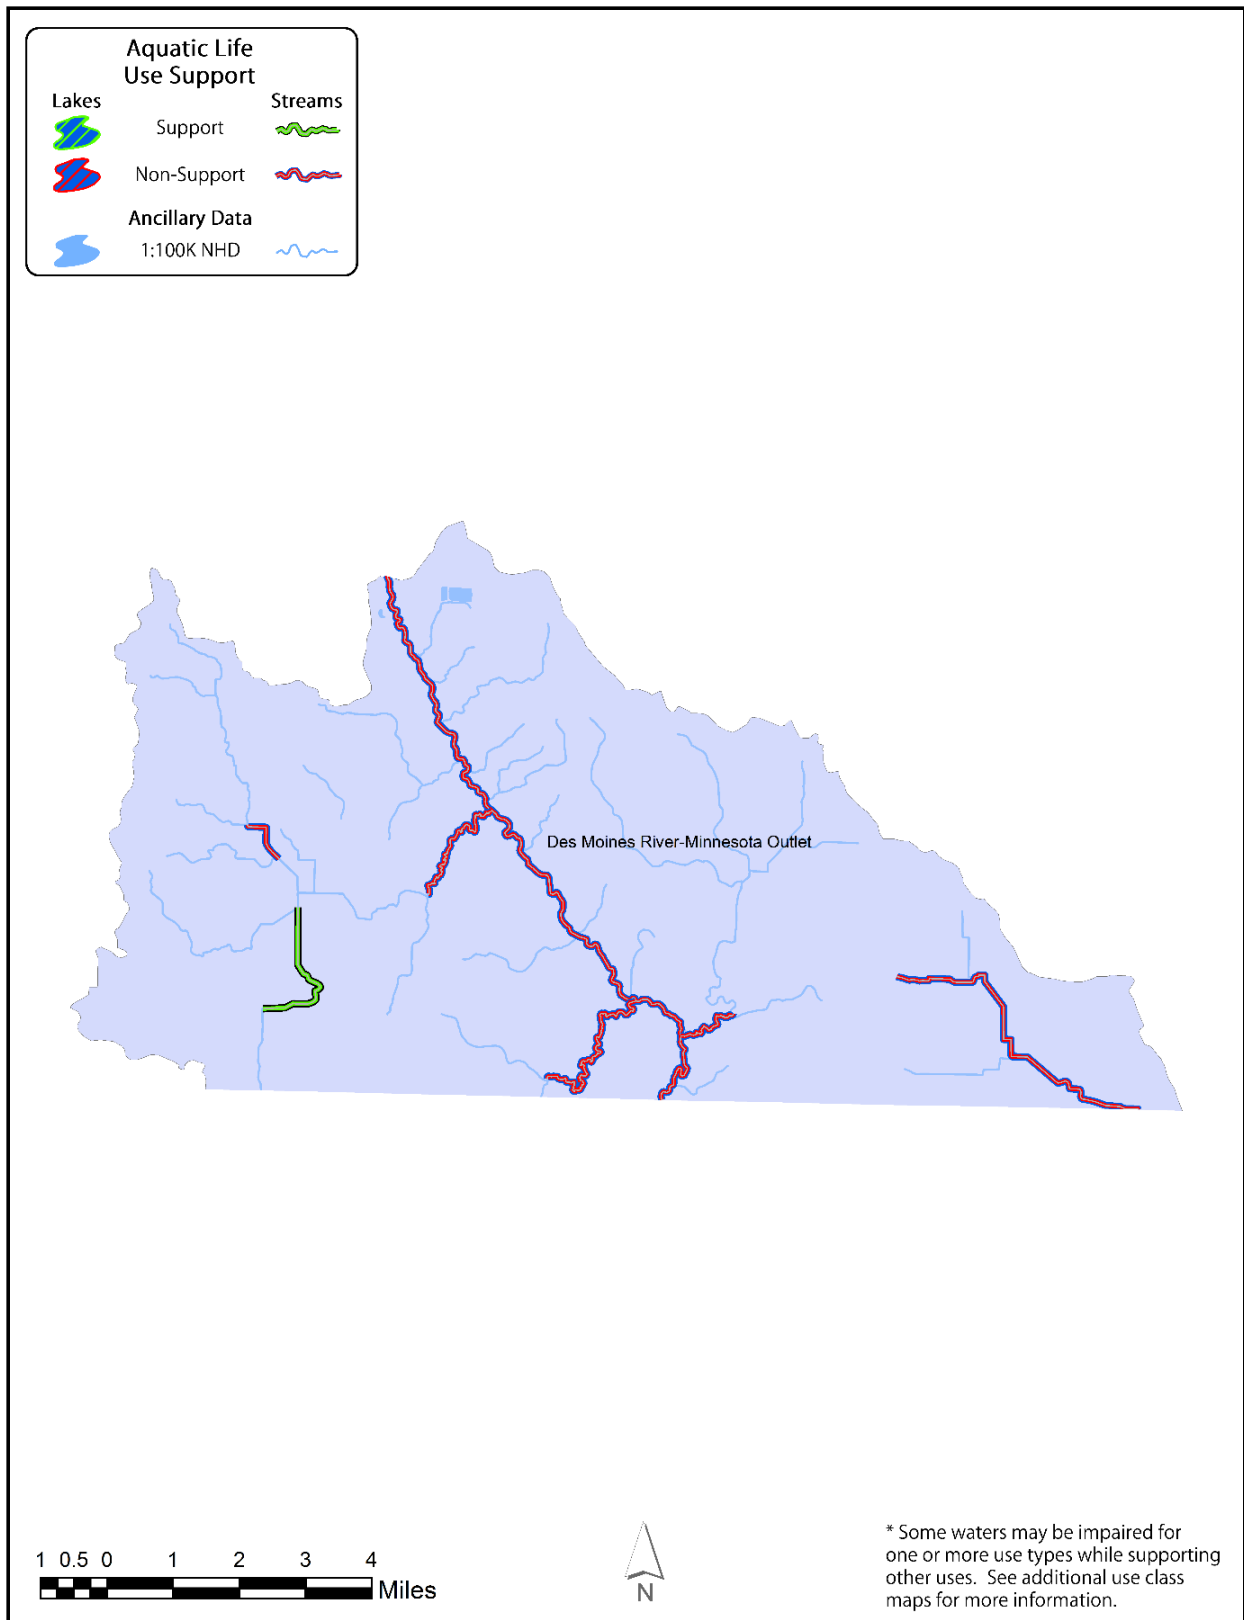 Aquatic Life
Use Support
Lakes Streams
Support
Non-Support
Ancillary Data
1:100K NHD
Des Moines River-Minnesota Outlet
1 0.5 0 1 2 3 4
Miles
N
* Some waters may be impaired for
one or more use types while supporting
other uses. See additional use class
maps for more information.